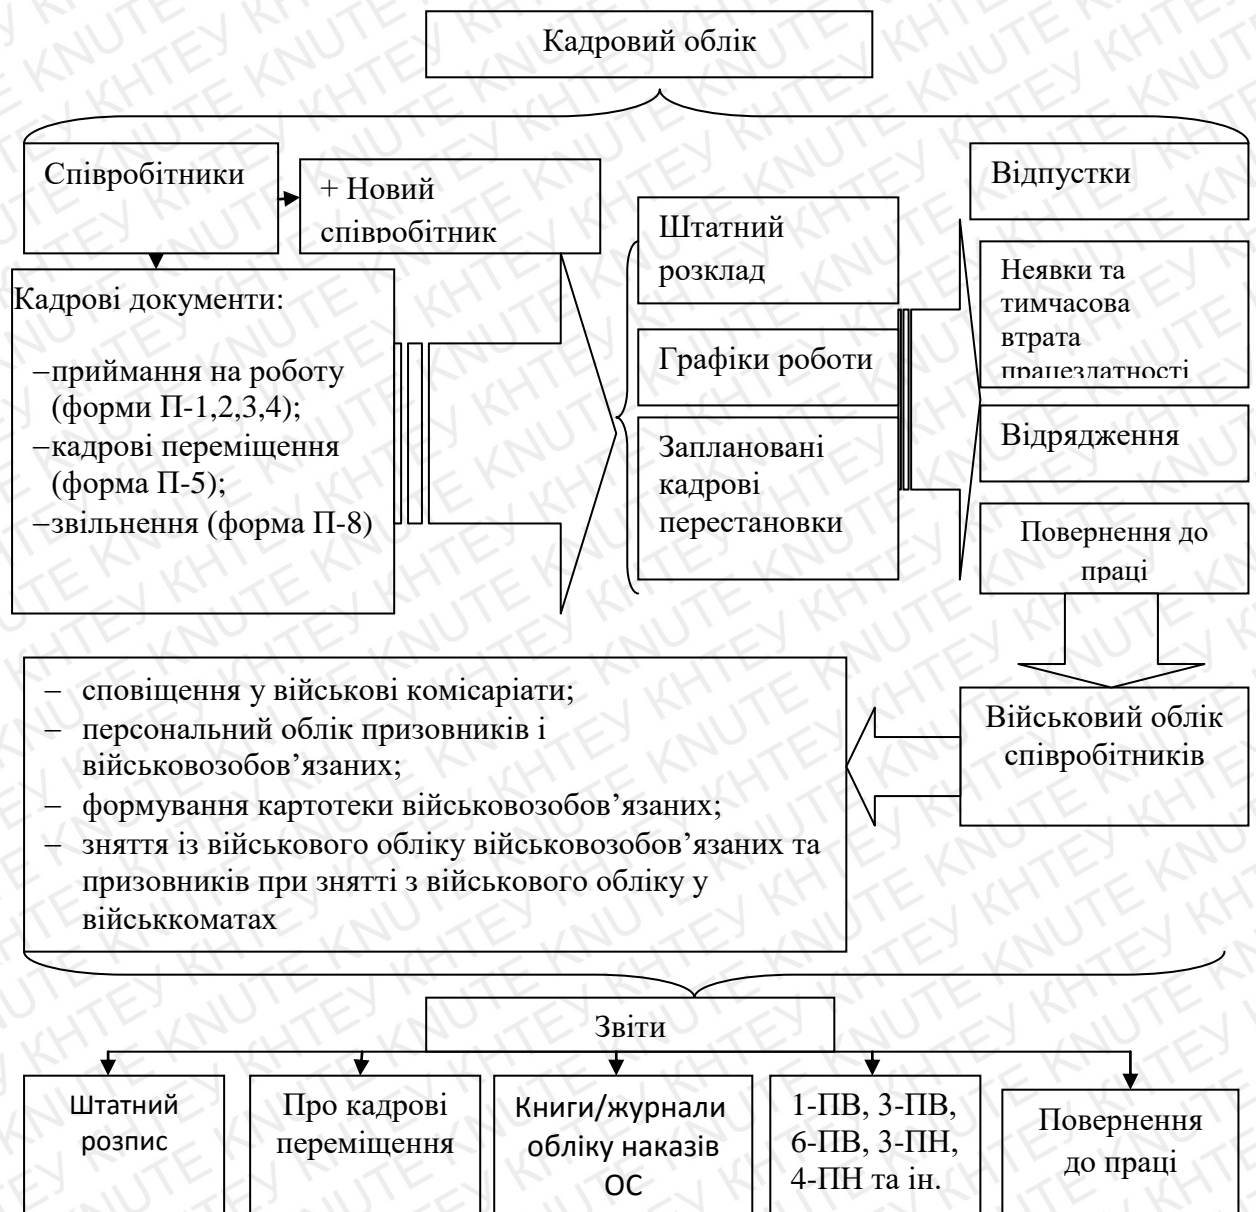 Кадровий облік
Співробітники
+ Новий
співробітник
Кадрові документи:
–приймання на роботу
(форми П-1,2,3,4);
–кадрові переміщення
(форма П-5);
–звільнення (форма П-8)
Штатний
розклад
Графіки роботи
Заплановані
кадрові
перестановки
Відпустки
Неявки та
тимчасова
втрата
працездатності
Відрядження
Повернення до
праці
Військовий облік
співробітників
– сповіщення у військові комісаріати;
– персональний облік призовників і
військовозобов’язаних;
– формування картотеки військовозобов’язаних;
– зняття із військового обліку військовозобов’язаних та
призовників при знятті з військового обліку у
військкоматах
Звіти
Штатний
розпис
Про кадрові
переміщення
Книги/журнали
обліку наказів
ОС
1-ПВ, 3-ПВ,
6-ПВ, 3-ПН,
4-ПН та ін.
Повернення
до праці